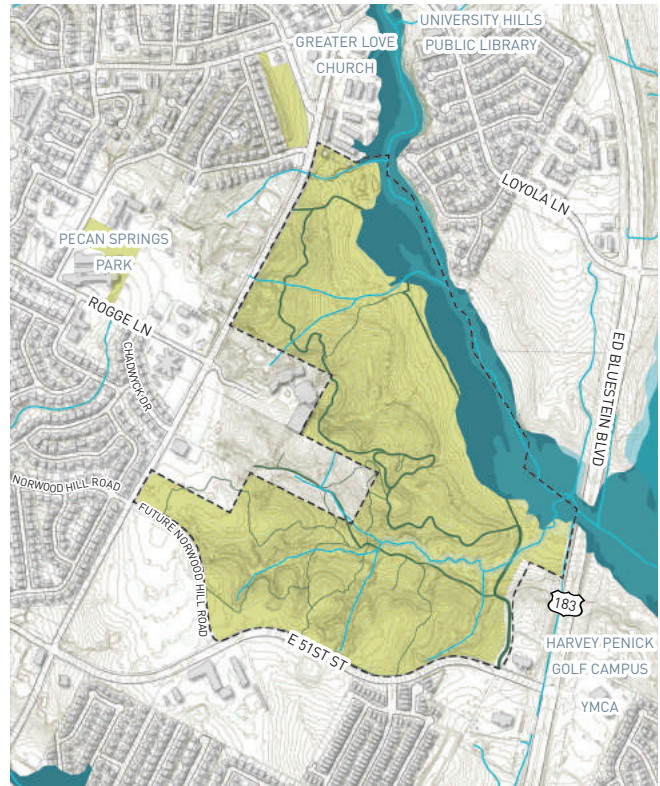 UNIVERSITY HILLS
PUBLIC LIBRARY
GREATER LOVE
CHURCH
LOYOLA LN
PECAN SPRINGS
PARK
ROGGE LN
CHADWYCK DR
ED BLUESTEIN BLVD
NORWOOD HILL ROAD
FUTURE NORWOOD HILL ROAD
183
E 51ST ST
HARVEY PENICK
GOLF CAMPUS
YMCA